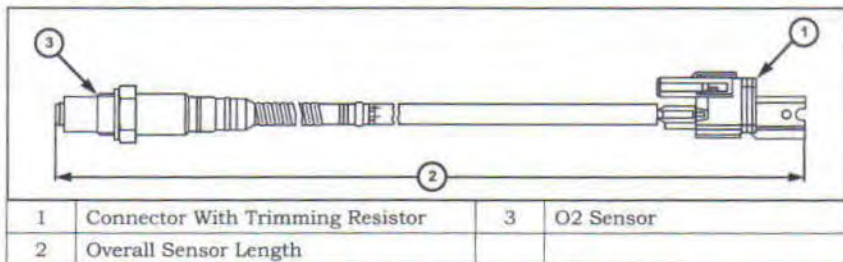 3
1
2
1 Connector With Trimming Resistor 3 O2 Sensor
2 Overall Sensor Length